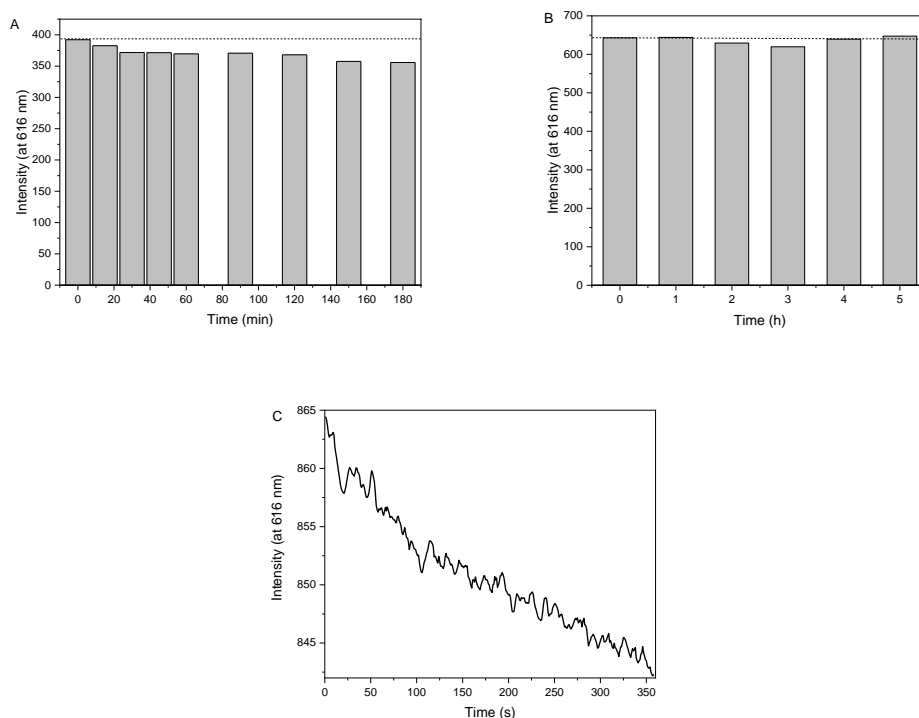 A
400
350
300
250
200
150
100
50
0
Intensity (at 616 nm)
0 20 40 60 80 100 120 140 160 180
Time (min)
B
700
600
500
400
300
200
100
0
Intensity (at 616 nm)
0 1 2 3 4 5
Time (h)
C
865
860
855
850
845
Intensity (at 616 nm)
0 50 100 150 200 250 300 350
Time (s)